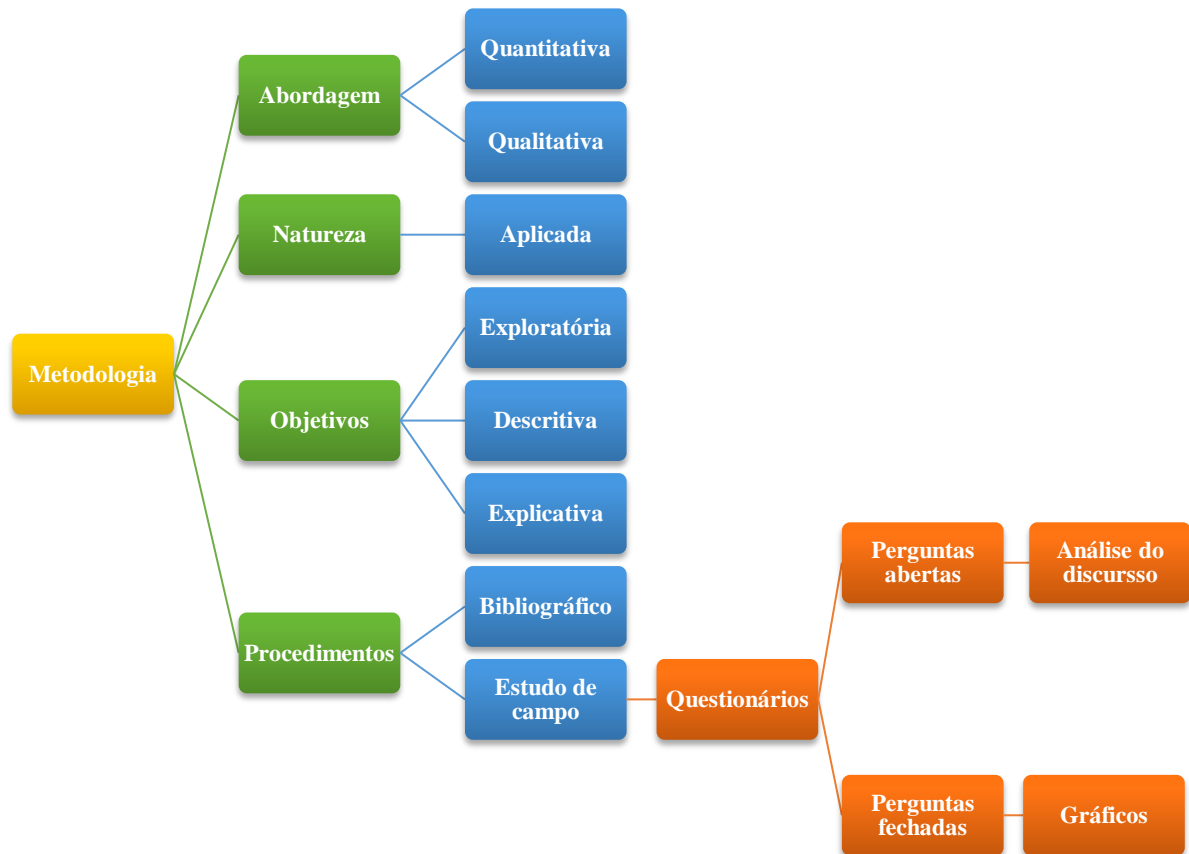 Metodologia
Abordagem
Quantitativa
Qualitativa
Natureza
Aplicada
Objetivos
Exploratória
Descritiva
Explicativa
Procedimentos
Bibliográfico
Estudo de
campo
Questionários
Perguntas
abertas
Análise do
discursso
Perguntas
fechadas
Gráficos